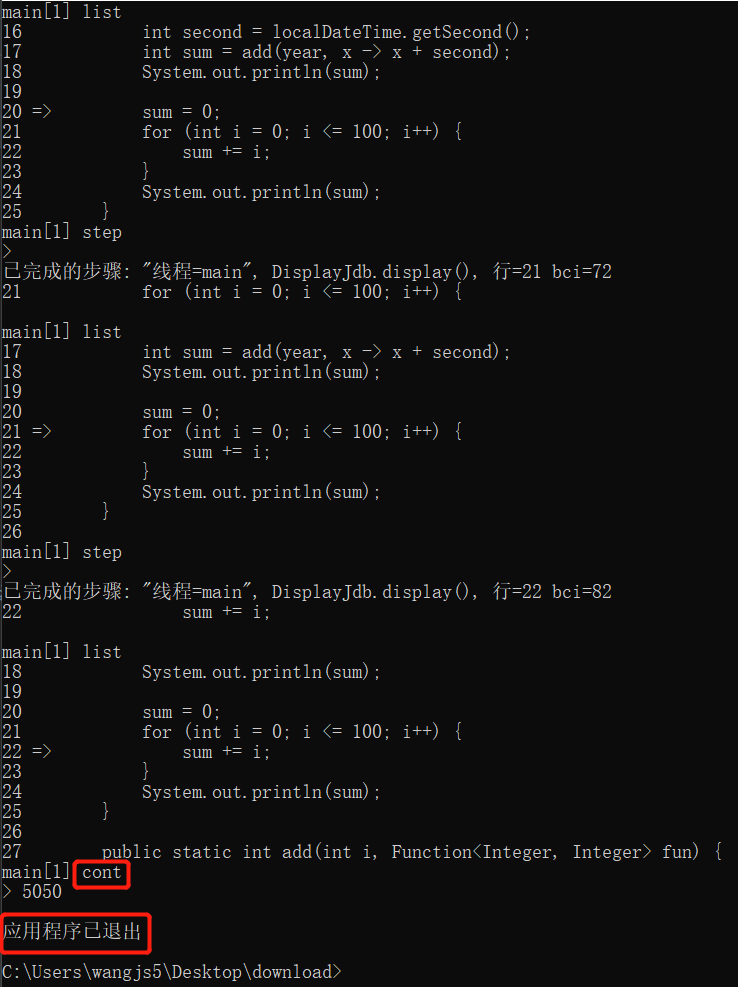 main[1] list
16            int second = localDateTime.getSecond();
17            int sum = add(year, x -> x + second);
18            System.out.println(sum);
19
20 =>         sum = 0;
21            for (int i = 0; i <= 100; i++) {
22                sum += i;
23            }
24            System.out.println(sum);
25        }
main[1] step
>
已完成的步骤: "线程=main", DisplayJdb.display(), 行=21 bci=72
21            for (int i = 0; i <= 100; i++) {
main[1] list
17            int sum = add(year, x -> x + second);
18            System.out.println(sum);
19
20            sum = 0;
21 =>         for (int i = 0; i <= 100; i++) {
22                sum += i;
23            }
24            System.out.println(sum);
25        }
26
main[1] step
>
已完成的步骤: "线程=main", DisplayJdb.display(), 行=22 bci=82
22                sum += i;
main[1] list
18            System.out.println(sum);
19
20            sum = 0;
21            for (int i = 0; i <= 100; i++) {
22 =>             sum += i;
23            }
24            System.out.println(sum);
25        }
26
27        public static int add(int i, Function<Integer, Integer> fun) {
main[1] cont
> 5050
应用程序已退出
C:\Users\wangjs5\Desktop\download>